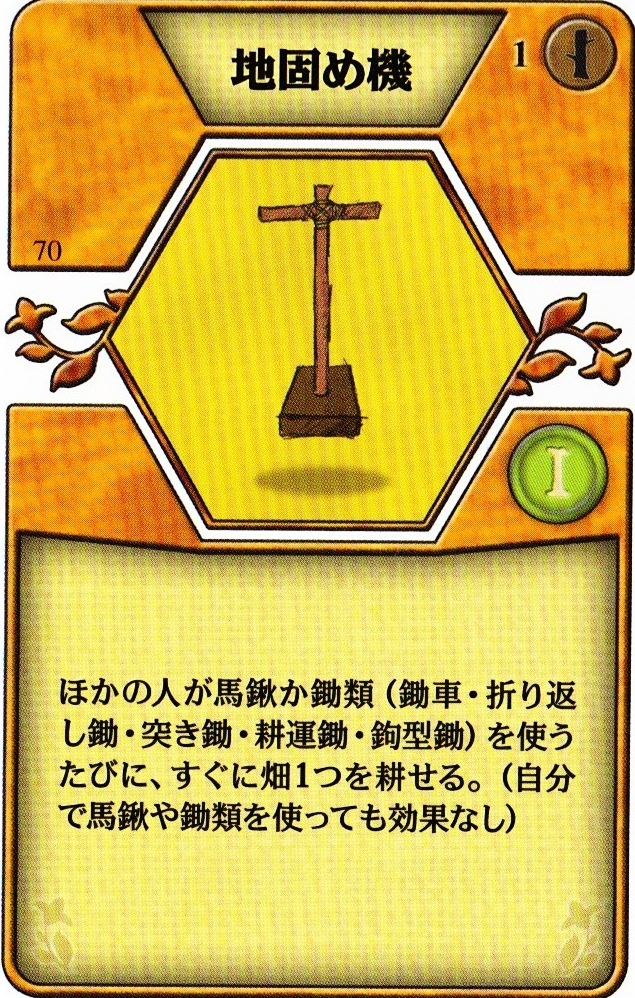 地固め機
1
70
I
ほかの人が馬鍬か鋤類（鋤車・折り返
し鋤・突き鋤・耕運鋤・鉤型鋤）を使う
たびに、すぐに畑1つを耕せる。（自分
で馬鍬や鋤類を使っても効果なし）